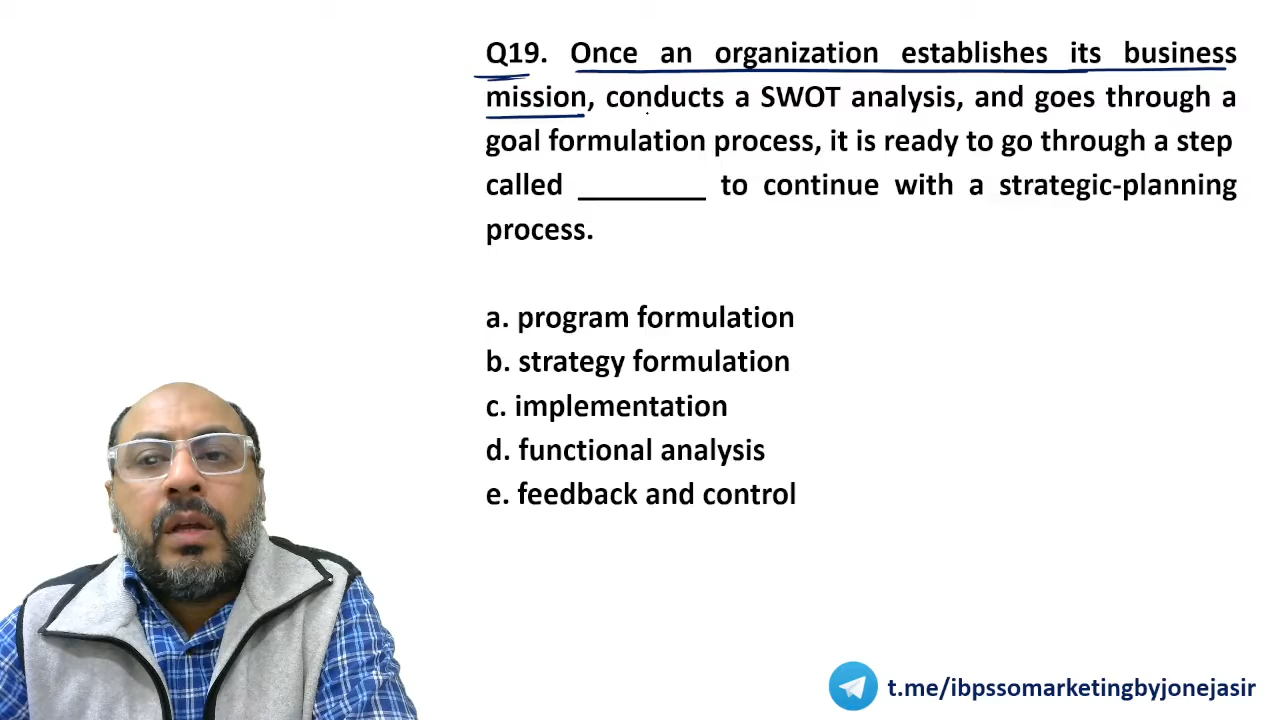 Q19. Once an organization establishes its business
mission, conducts a SWOT analysis, and goes through a
goal formulation process, it is ready to go through a step
called ________ to continue with a strategic-planning
process.
a. program formulation
b. strategy formulation
c. implementation
d. functional analysis
e. feedback and control
t.me/ibpssomarketingbyjonejasir